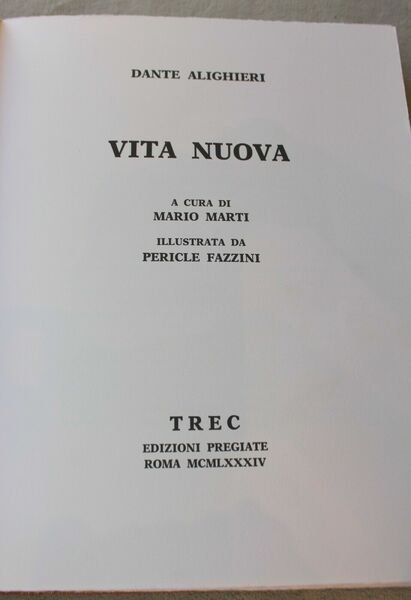 DANTE ALIGHIERI
VITA NUOVA
A CURA DI
MARIO MARTI
ILLUSTRATA DA
PERICLE FAZZINI
TREC
EDIZIONI PREGIATE
ROMA MCMLXXXIV